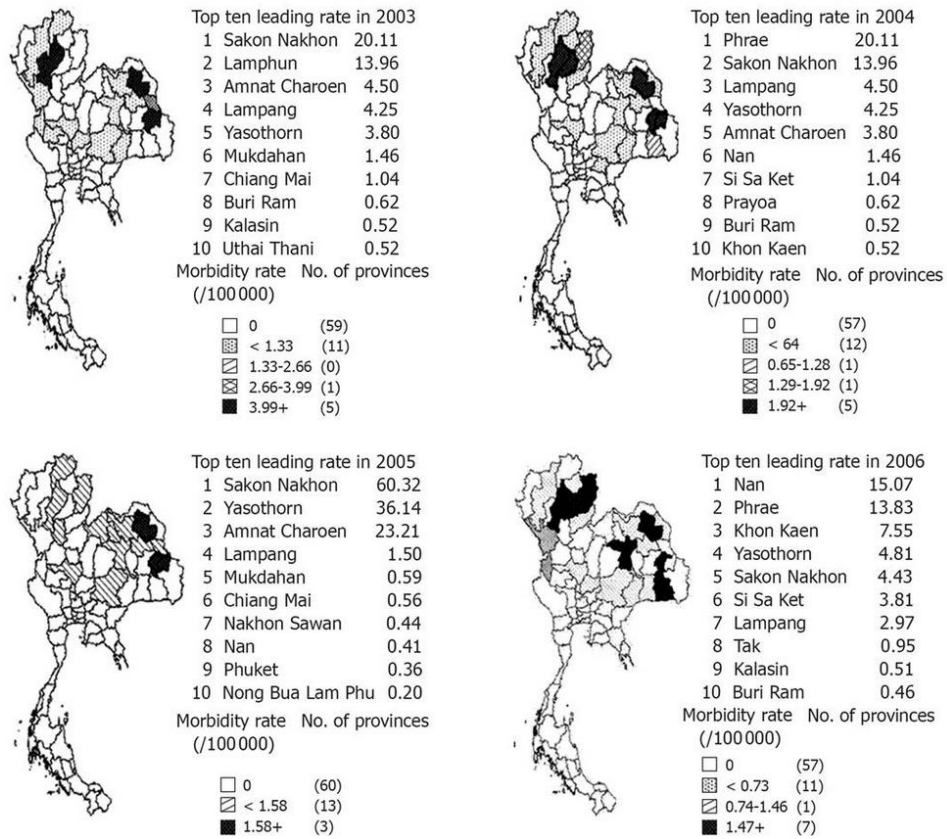 Top ten leading rate in 2003
1 Sakon Nakhon 20.11
2 Lamphun 13.96
3 Amnat Charoen 4.50
4 Lampang 4.25
5 Yasothorn 3.80
6 Mukdahan 1.46
7 Chiang Mai 1.04
8 Buri Ram 0.62
9 Kalasin 0.52
10 Uthai Thani 0.52
Morbidity rate No. of provinces
(/100 000)
0 (59)
< 1.33 (11)
1.33-2.66 (0)
2.66-3.99 (1)
3.99+ (5)
Top ten leading rate in 2004
1 Phrae 20.11
2 Sakon Nakhon 13.96
3 Lampang 4.50
4 Yasothorn 4.25
5 Amnat Charoen 3.80
6 Nan 1.46
7 Si Sa Ket 1.04
8 Prayoa 0.62
9 Buri Ram 0.52
10 Khon Kaen 0.52
Morbidity rate No. of provinces
(/100 000)
0 (57)
< 64 (12)
0.65-1.28 (1)
1.29-1.92 (1)
1.92+ (5)
Top ten leading rate in 2005
1 Sakon Nakhon 60.32
2 Yasothorn 36.14
3 Amnat Charoen 23.21
4 Lampang 1.50
5 Mukdahan 0.59
6 Chiang Mai 0.56
7 Nakhon Sawan 0.44
8 Nan 0.41
9 Phuket 0.36
10 Nong Bua Lam Phu 0.20
Morbidity rate No. of provinces
(/100 000)
0 (60)
< 1.58 (13)
1.58+ (3)
Top ten leading rate in 2006
1 Nan 15.07
2 Phrae 13.83
3 Khon Kaen 7.55
4 Yasothorn 4.81
5 Sakon Nakhon 4.43
6 Si Sa Ket 3.81
7 Lampang 2.97
8 Tak 0.95
9 Kalasin 0.51
10 Buri Ram 0.46
Morbidity rate No. of provinces
(/100 000)
0 (57)
< 0.73 (11)
0.74-1.46 (1)
1.47+ (7)